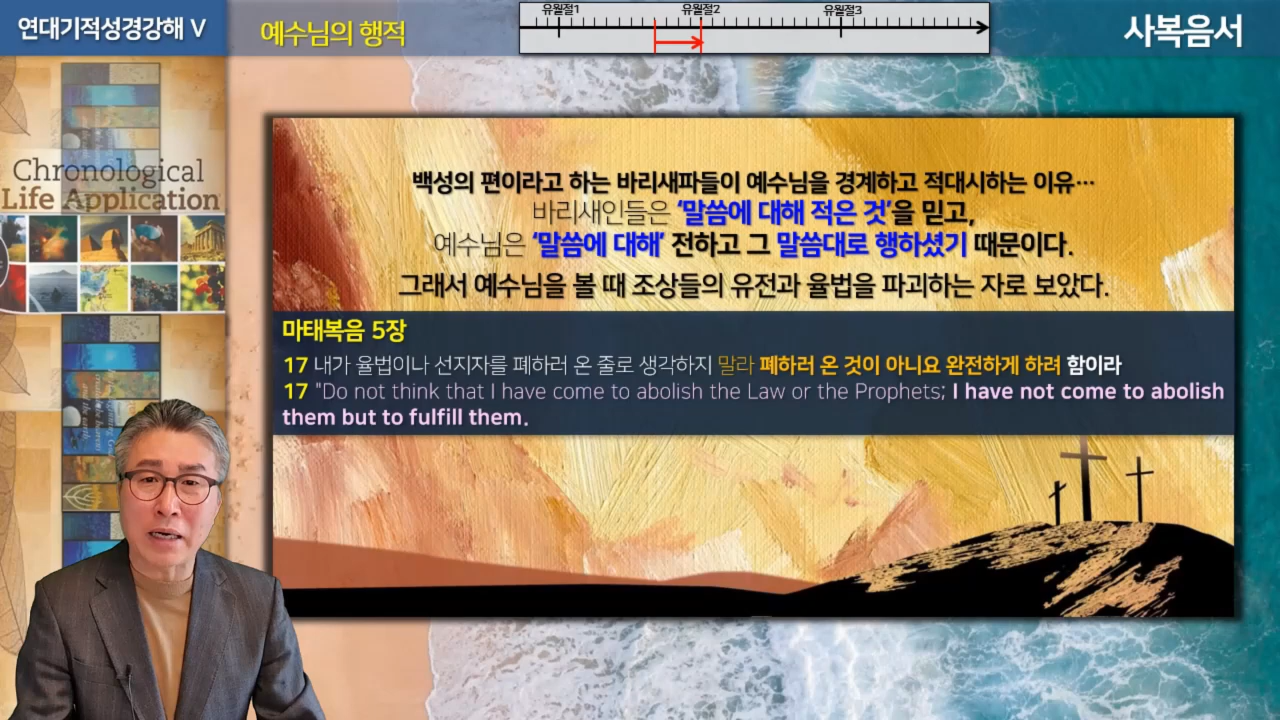 연대기적성경강해 V
예수님의 행적
유월절1
유월절2
유월절3
사복음서
Chronological
Life Application
백성의 편이라고 하는 바리새파들이 예수님을 경계하고 적대시하는 이유…
바리새인들은 ‘말씀에 대해 적은 것’을 믿고,
예수님은 ‘말씀에 대해’ 전하고 그 말씀대로 행하셨기 때문이다.
그래서 예수님을 볼 때 조상들의 유전과 율법을 파괴하는 자로 보았다.
마태복음 5장
17 내가 율법이나 선지자를 폐하러 온 줄로 생각하지 말라 폐하러 온 것이 아니요 완전하게 하려 함이라
17 "Do not think that I have come to abolish the Law or the Prophets; I have not come to abolish
them but to fulfill them.